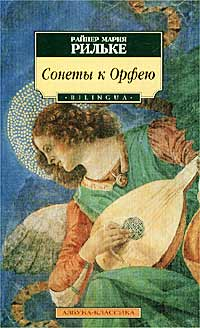 РАЙНЕР МАРИЯ
РИЛЬКЕ
Сонеты к Орфею
• BILINGUA •
АЗБУКА-КЛАССИКА